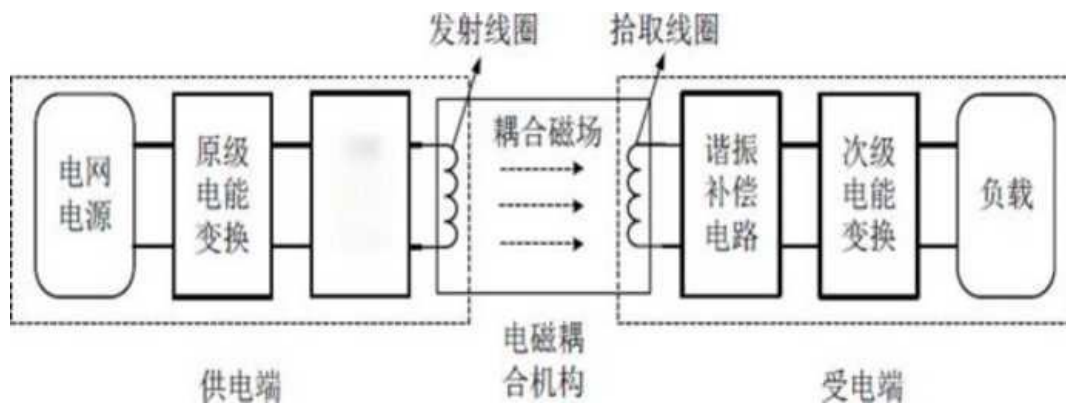 发射线圈
拾取线圈
电网
电源
原级
电能
变换
耦合磁场
谐振
补偿
电路
次级
电能
变换
负载
供电端
电磁耦
合机构
受电端